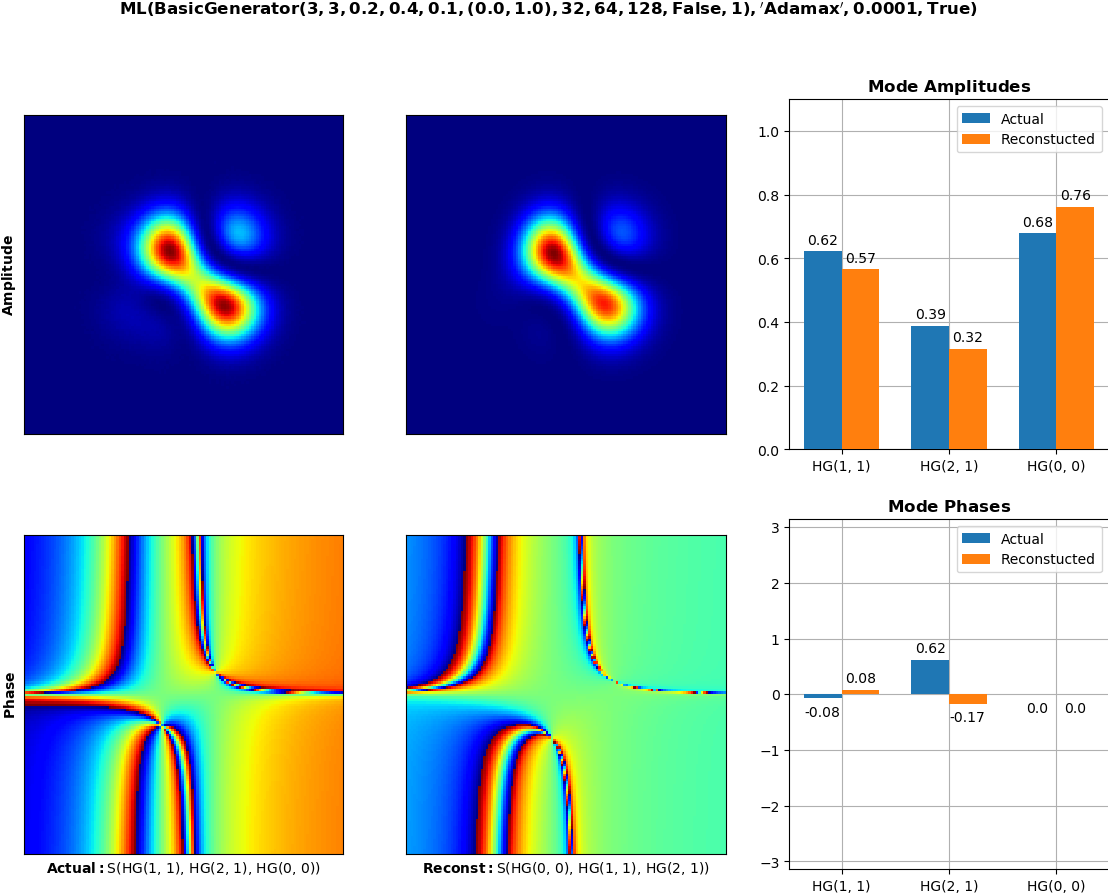 ML(BasicGenerator(3, 3, 0.2, 0.4, 0.1, (0.0, 1.0), 32, 64, 128, False, 1), 'Adamax', 0.0001, True)
Amplitude
Mode Amplitudes
Actual
Reconstucted
1.0
0.8
0.6
0.4
0.2
0.0
0.62
0.57
0.39
0.32
0.68
0.76
HG(1, 1)
HG(2, 1)
HG(0, 0)
Phase
Actual: S(HG(1, 1), HG(2, 1), HG(0, 0))
Reconst: S(HG(0, 0), HG(1, 1), HG(2, 1))
Mode Phases
Actual
Reconstucted
3
2
1
0
−1
−2
−3
-0.08
0.08
0.62
-0.17
0.0
0.0
HG(1, 1)
HG(2, 1)
HG(0, 0)